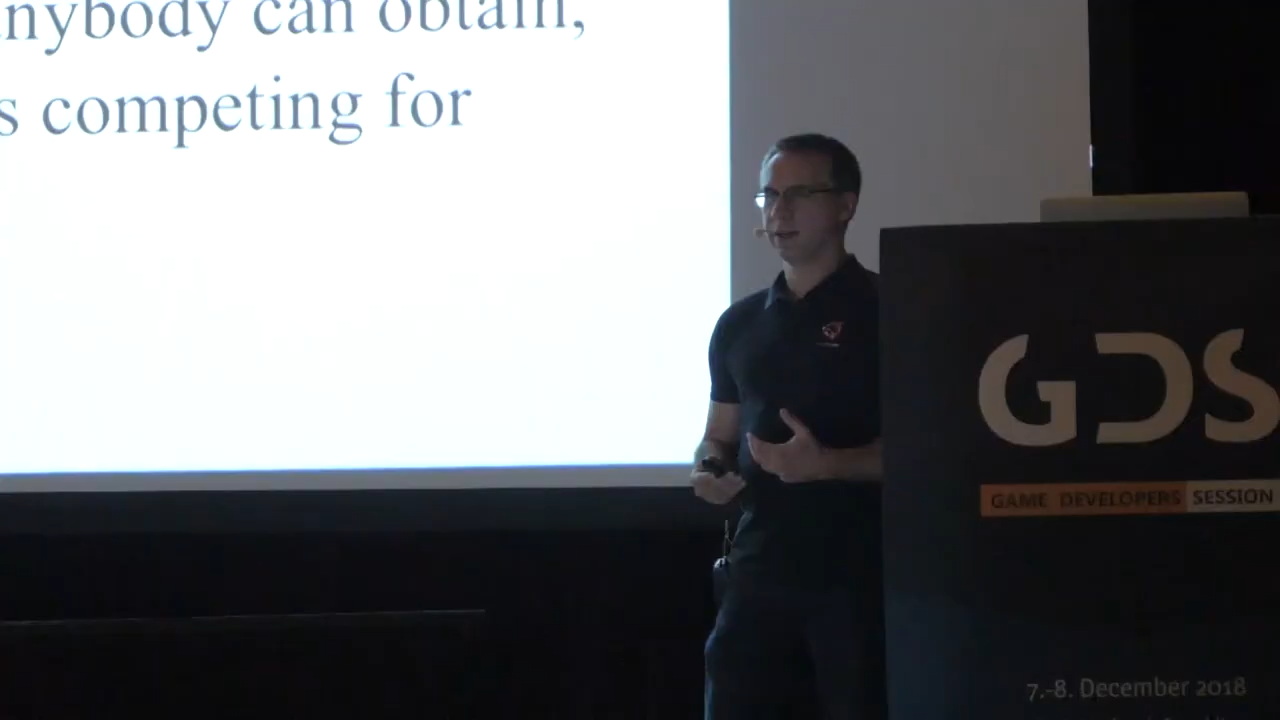 nybody can obtain,
s competing for
GDS
GAME DEVELOPERS SESSION
7.-8. December 2018